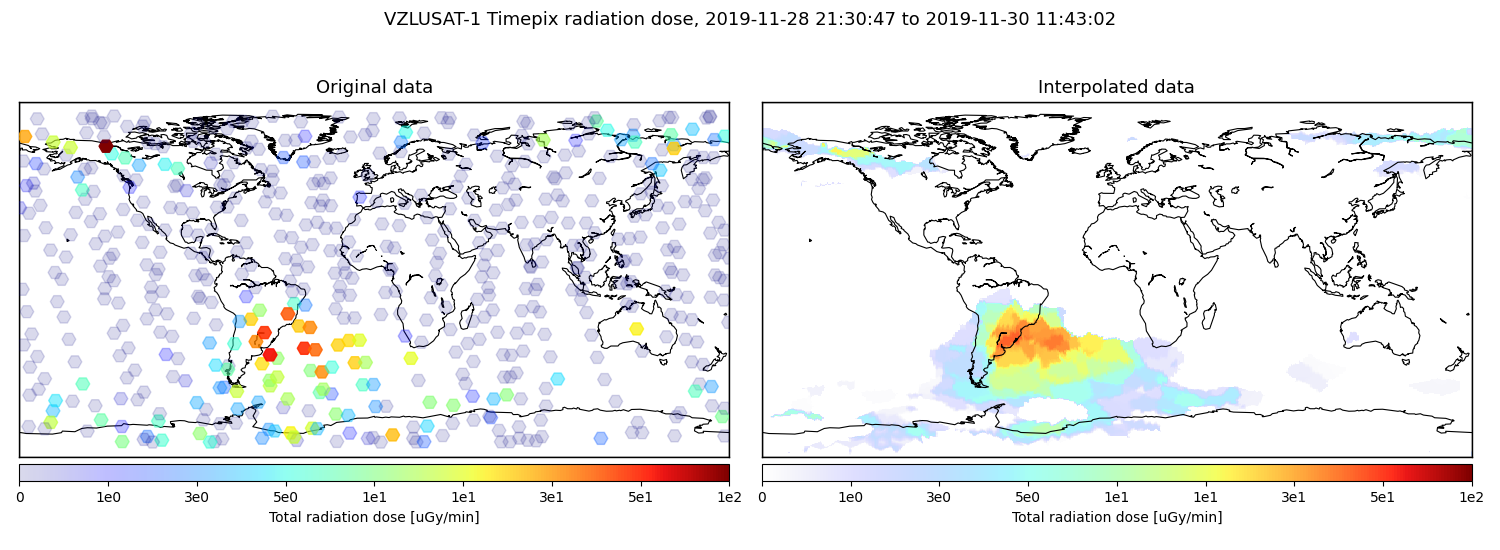 VZLUSAT-1 Timepix radiation dose, 2019-11-28 21:30:47 to 2019-11-30 11:43:02
Original data
Interpolated data
0 1e0 3e0 5e0 1e1 1e1 3e1 5e1 1e2
Total radiation dose [uGy/min]
0 1e0 3e0 5e0 1e1 1e1 3e1 5e1 1e2
Total radiation dose [uGy/min]